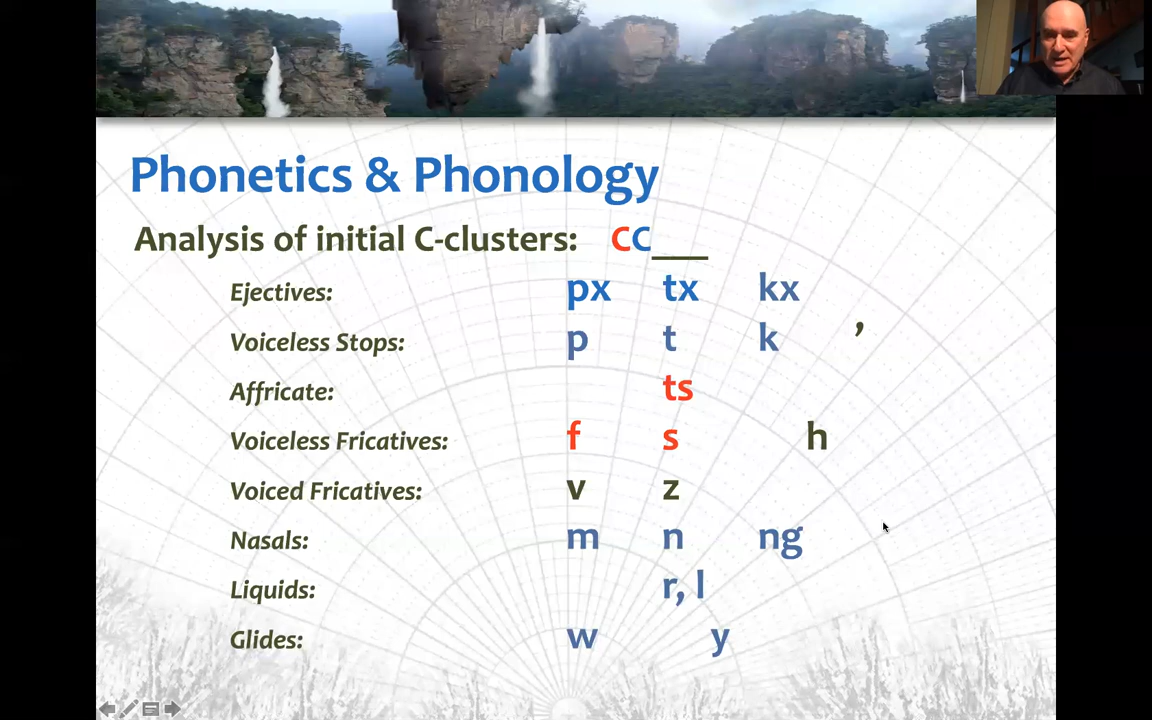 Phonetics & Phonology
Analysis of initial C-clusters: CC___
Ejectives: px tx kx
Voiceless Stops: p t k ’
Affricate: ts
Voiceless Fricatives: f s h
Voiced Fricatives: v z
Nasals: m n ng
Liquids: r, l
Glides: w y